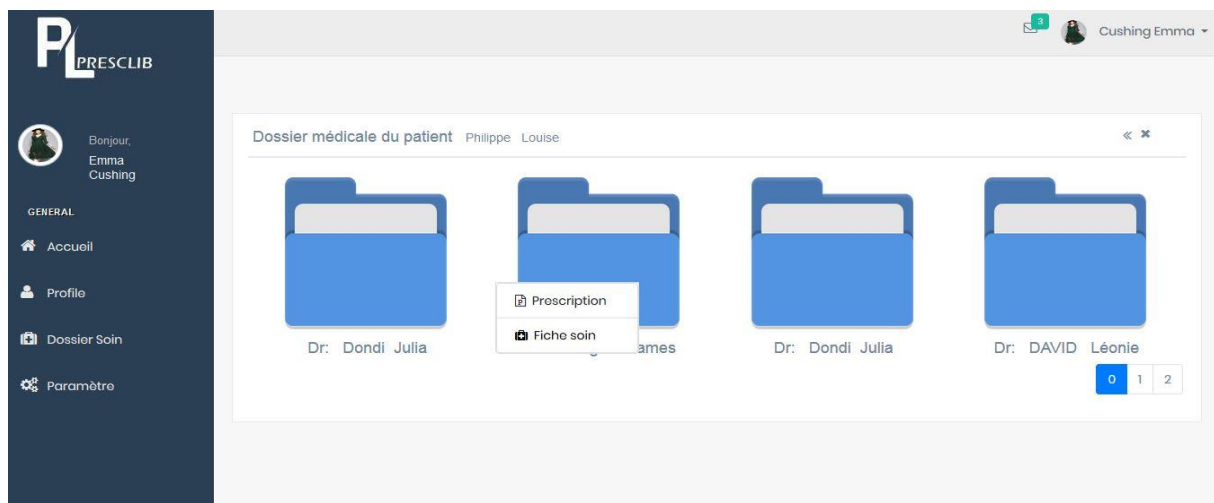 PL PRESCLIB
3
Cushing Emma
Bonjour,
Emma
Cushing
GENERAL
Accueil
Profile
Dossier Soin
Paramètre
Dossier médicale du patient Philippe Louise
Prescription
Fiche soin
Dr: Dondi Julia
ames
Dr: Dondi Julia
Dr: DAVID Léonie
0 1 2